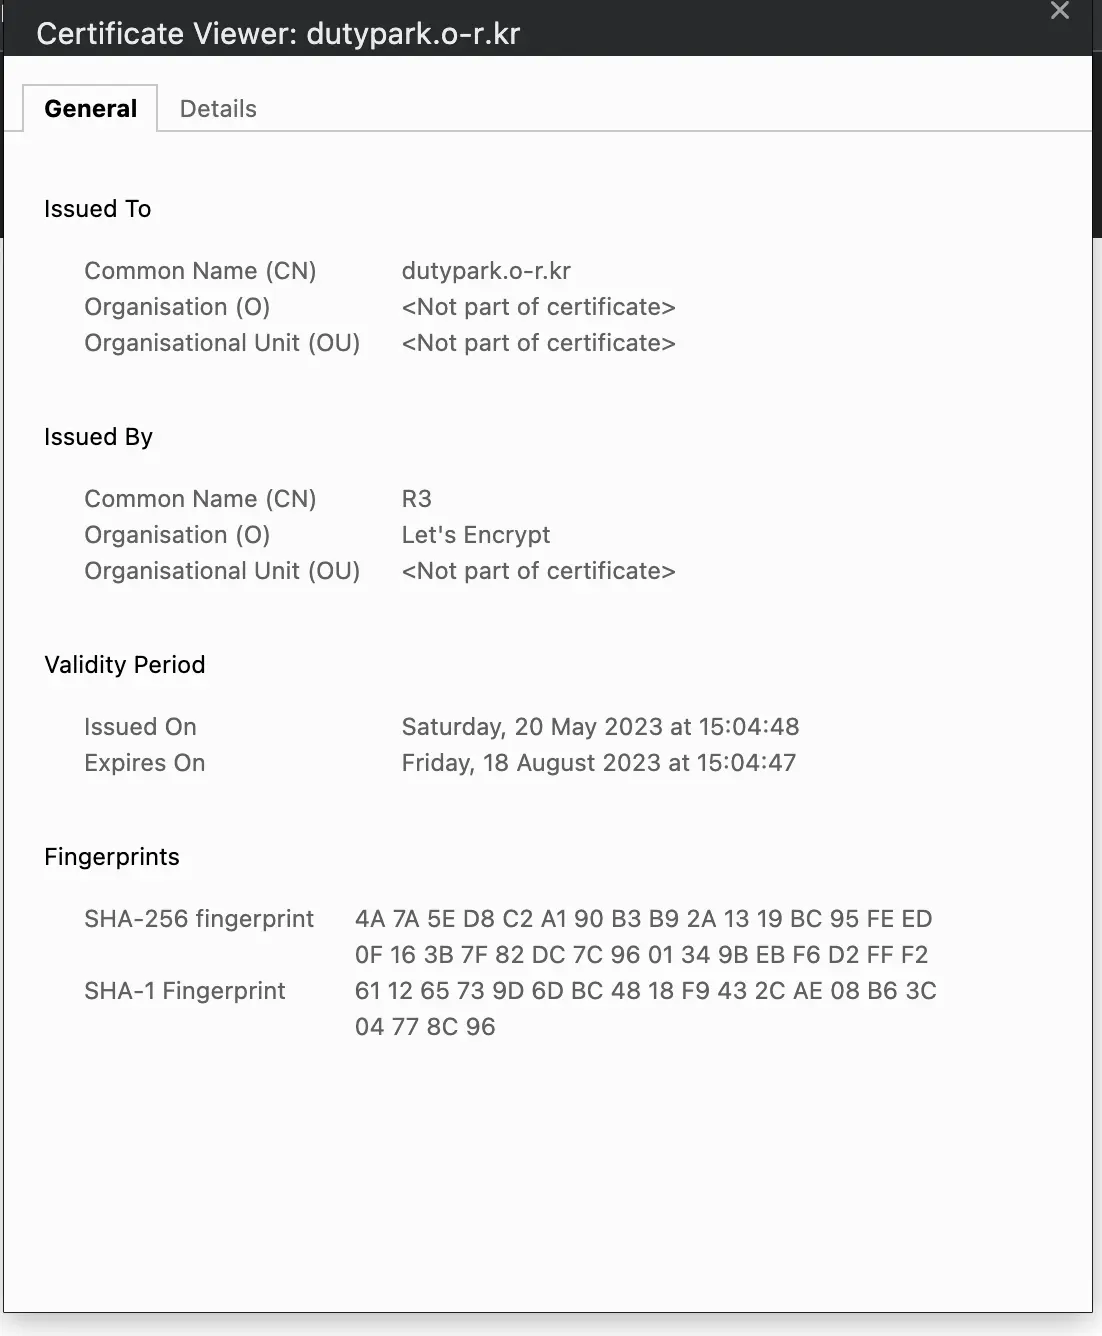 Certificate Viewer: dutypark.o-r.kr
General Details
Issued To
Common Name (CN) dutypark.o-r.kr
Organisation (O) <Not part of certificate>
Organisational Unit (OU) <Not part of certificate>
Issued By
Common Name (CN) R3
Organisation (O) Let's Encrypt
Organisational Unit (OU) <Not part of certificate>
Validity Period
Issued On Saturday, 20 May 2023 at 15:04:48
Expires On Friday, 18 August 2023 at 15:04:47
Fingerprints
SHA-256 fingerprint 4A 7A 5E D8 C2 A1 90 B3 B9 2A 13 19 BC 95 FE ED
0F 16 3B 7F 82 DC 7C 96 01 34 9B EB F6 D2 FF F2
SHA-1 Fingerprint 61 12 65 73 9D 6D BC 48 18 F9 43 2C AE 08 B6 3C
04 77 8C 96